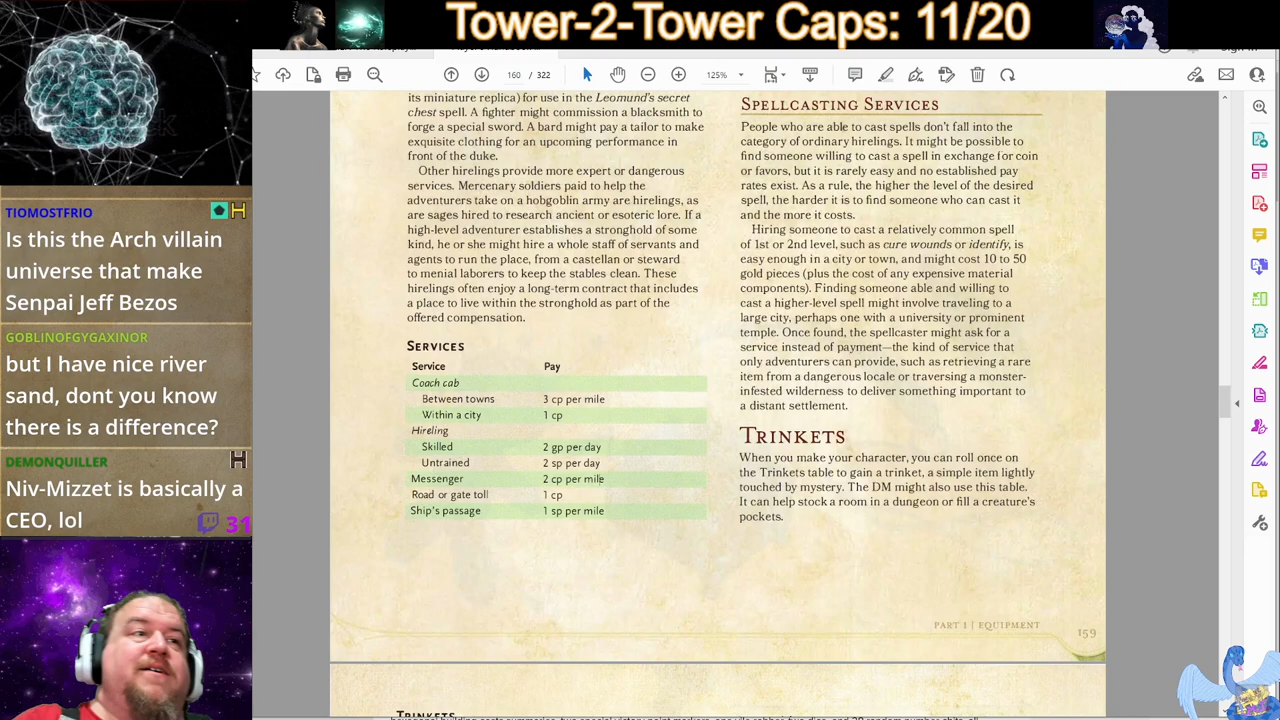 Tower-2-Tower Caps: 11/20
160 / 322
125%
TIOMOSTFRIO
Is this the Arch villain
universe that make
Senpai Jeff Bezos
GOBLINOFGYGAXINOR
but I have nice river
sand, dont you know
there is a difference?
DEMONQUILLER
Niv-Mizzet is basically a
CEO, lol
31
its miniature replica) for use in the Leomund's secret
chest spell. A fighter might commission a blacksmith to
forge a special sword. A bard might pay a tailor to make
exquisite clothing for an upcoming performance in
front of the duke.
Other hirelings provide more expert or dangerous
services. Mercenary soldiers paid to help the
adventurers take on a hobgoblin army are hirelings, as
are sages hired to research ancient or esoteric lore. If a
high-level adventurer establishes a stronghold of some
kind, he or she might hire a whole staff of servants and
agents to run the place, from a castellan or steward
to menial laborers to keep the stables clean. These
hirelings often enjoy a long-term contract that includes
a place to live within the stronghold as part of the
offered compensation.
SERVICES
Service Pay
Coach cab
Between towns 3 cp per mile
Within a city 1 cp
Hireling
Skilled 2 gp per day
Untrained 2 sp per day
Messenger 2 cp per mile
Road or gate toll 1 cp
Ship's passage 1 sp per mile
SPELLCASTING SERVICES
People who are able to cast spells don't fall into the
category of ordinary hirelings. It might be possible to
find someone willing to cast a spell in exchange for coin
or favors, but it is rarely easy and no established pay
rates exist. As a rule, the higher the level of the desired
spell, the harder it is to find someone who can cast it
and the more it costs.
Hiring someone to cast a relatively common spell
of 1st or 2nd level, such as cure wounds or identify, is
easy enough in a city or town, and might cost 10 to 50
gold pieces (plus the cost of any expensive material
components). Finding someone able and willing to
cast a higher-level spell might involve traveling to a
large city, perhaps one with a university or prominent
temple. Once found, the spellcaster might ask for a
service instead of payment—the kind of service that
only adventurers can provide, such as retrieving a rare
item from a dangerous locale or traversing a monster-
infested wilderness to deliver something important to
a distant settlement.
TRINKETS
When you make your character, you can roll once on
the Trinkets table to gain a trinket, a simple item lightly
touched by mystery. The DM might also use this table.
It can help stock a room in a dungeon or fill a creature's
pockets.
PART 1 | EQUIPMENT
159
TRINKETS